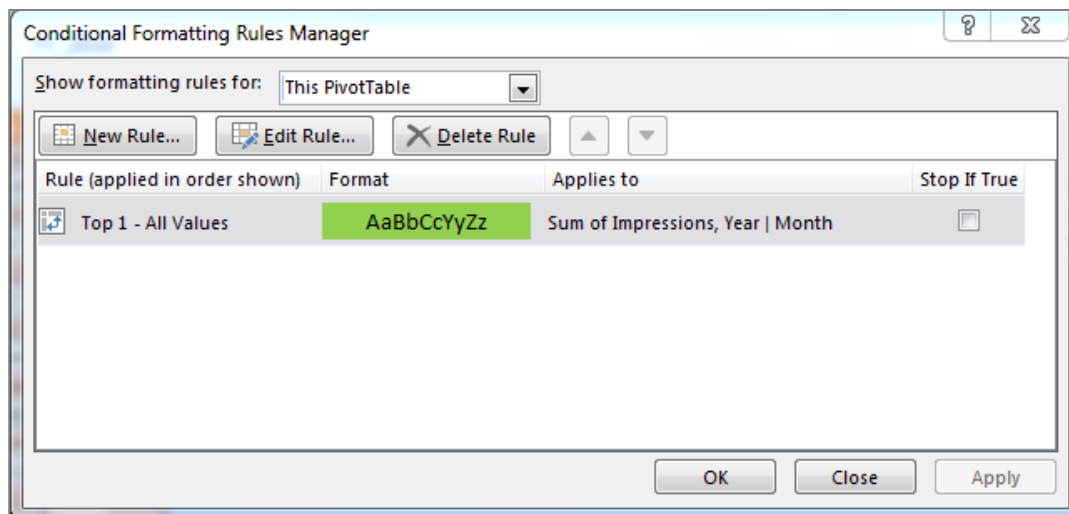 Conditional Formatting Rules Manager
Show formatting rules for: This PivotTable
New Rule... Edit Rule... Delete Rule
Rule (applied in order shown) Format Applies to Stop If True
Top 1 - All Values AaBbCcYyZz Sum of Impressions, Year | Month
OK Close Apply